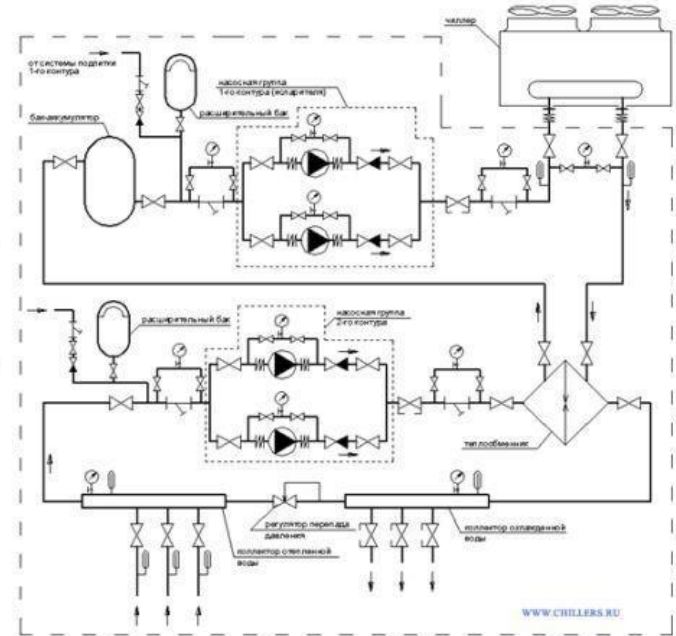 чиллер
от системы подпитки
1-го контура
насосная группа
1-го контура (испарителя)
расширительный бак
бак-аккумулятор
расширительный бак
насосная группа
2-го контура
теплообменник
регулятор перепада
давления
коллектор охлажденной
воды
коллектор отепленной
воды
WWW.CHILLERS.RU